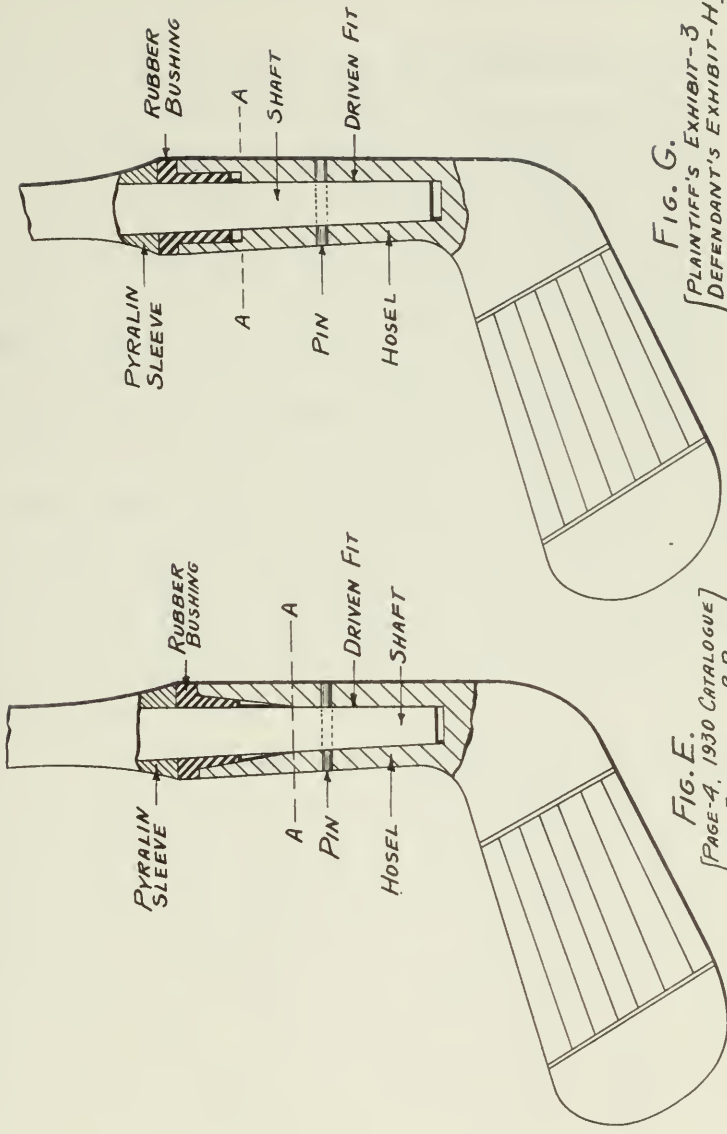 PYRALIN
SLEEVE
RUBBER
BUSHING
A
A
PIN
DRIVEN FIT
HOSEL
SHAFT
FIG. E.
[PAGE-4, 1930 CATALOGUE]
PYRALIN
SLEEVE
RUBBER
BUSHING
A
A
SHAFT
PIN
DRIVEN FIT
HOSEL
FIG. G.
[PLAINTIFF'S EXHIBIT-3
DEFENDANT'S EXHIBIT-H]